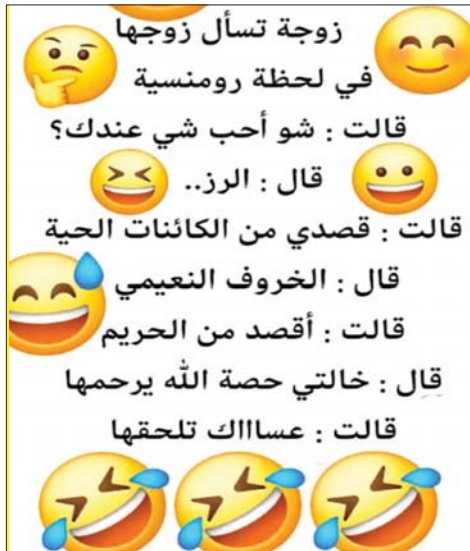 زوجة تسأل زوجها
في لحظة رومنسية
قالت : شو أحب شي عندك؟
قال : الرز..
قالت : قصدي من الكائنات الحية
قال : الخروف النعيمي
قالت : أقصد من الحريم
قال : خالتي حصة الله يرحمها
قالت : عساااك تلحقها